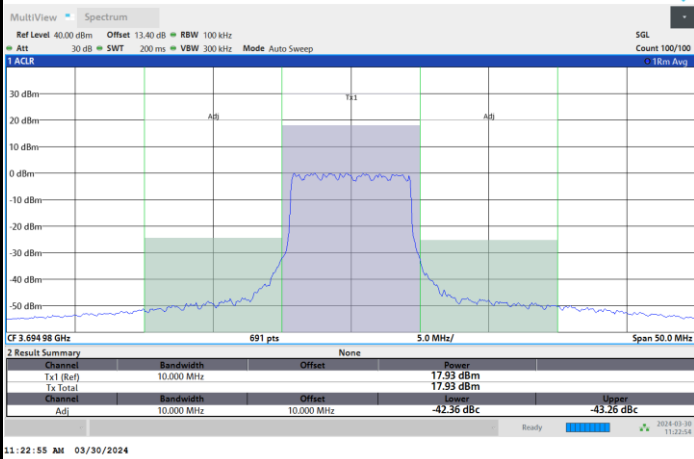 MultiView Spectrum
Ref Level 40.00 dBm Offset 13.40 dB RBW 100 kHz SGL
Att 30 dB SWT 200 ms VBW 300 kHz Mode Auto Sweep Count 100/100
1 ACLR 1Rm Avg
30 dBm
Tx1
20 dBm
Adj Adj
10 dBm
0 dBm
-10 dBm
-20 dBm
-30 dBm
-40 dBm
-50 dBm
CF 3.694 98 GHz 691 pts 5.0 MHz/ Span 50.0 MHz
2 Result Summary None
Channel Bandwidth Offset Power
Tx1 (Ref) 10.000 MHz 17.93 dBm
Tx Total 17.93 dBm
Channel Bandwidth Offset Lower Upper
Adj 10.000 MHz 10.000 MHz -42.36 dBc -43.26 dBc
Ready 2024-03-30
11:22:54
11:22:55 AM 03/30/2024